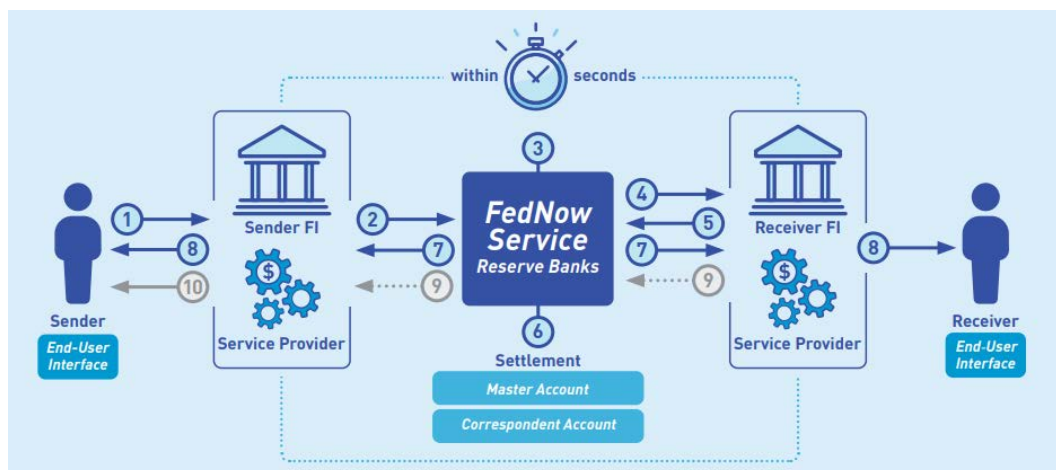 within seconds
3
1
8
10
Sender
End-User
Interface
Sender FI
$
Service Provider
2
7
9
FedNow
Service
Reserve Banks
6
Settlement
Master Account
Correspondent Account
4
5
7
9
Receiver FI
$
Service Provider
8
Receiver
End-User
Interface